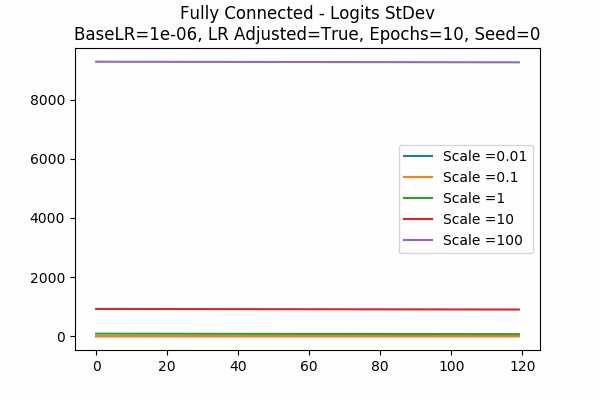 Fully Connected - Logits StDev
BaseLR=1e-06, LR Adjusted=True, Epochs=10, Seed=0
8000
6000
4000
2000
0
Scale =0.01
Scale =0.1
Scale =1
Scale =10
Scale =100
0 20 40 60 80 100 120